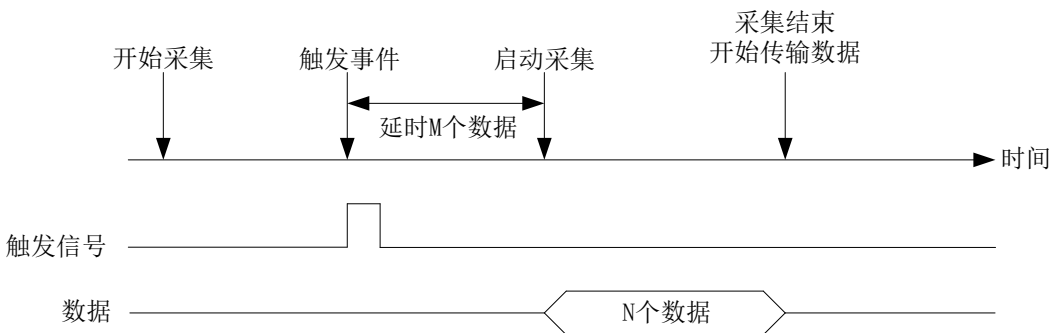 采集结束
开始传输数据
开始采集
触发事件
启动采集
延时M个数据
时间
触发信号
数据
N个数据